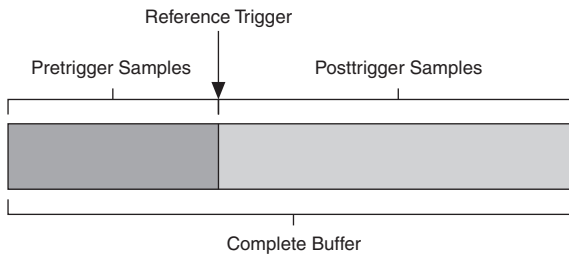 Reference Trigger
Pretrigger Samples
Posttrigger Samples
Complete Buffer